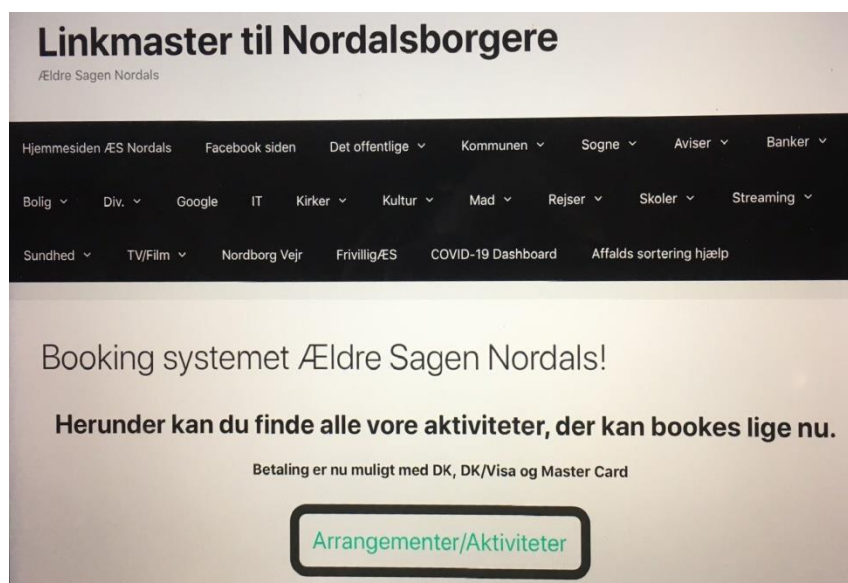 Linkmaster til Nordalsborgere
Ældre Sagen Nordals
Hjemmesiden ÆS Nordals Facebook siden Det offentlige Kommunen Sogne Aviser Banker
Bolig Div. Google IT Kirker Kultur Mad Rejser Skoler Streaming
Sundhed TV/Film Nordborg Vejr FrivilligÆS COVID-19 Dashboard Affalds sortering hjælp
Booking systemet Ældre Sagen Nordals!
Herunder kan du finde alle vore aktiviteter, der kan bookes lige nu.
Betaling er nu muligt med DK, DK/Visa og Master Card
Arrangementer/Aktiviteter